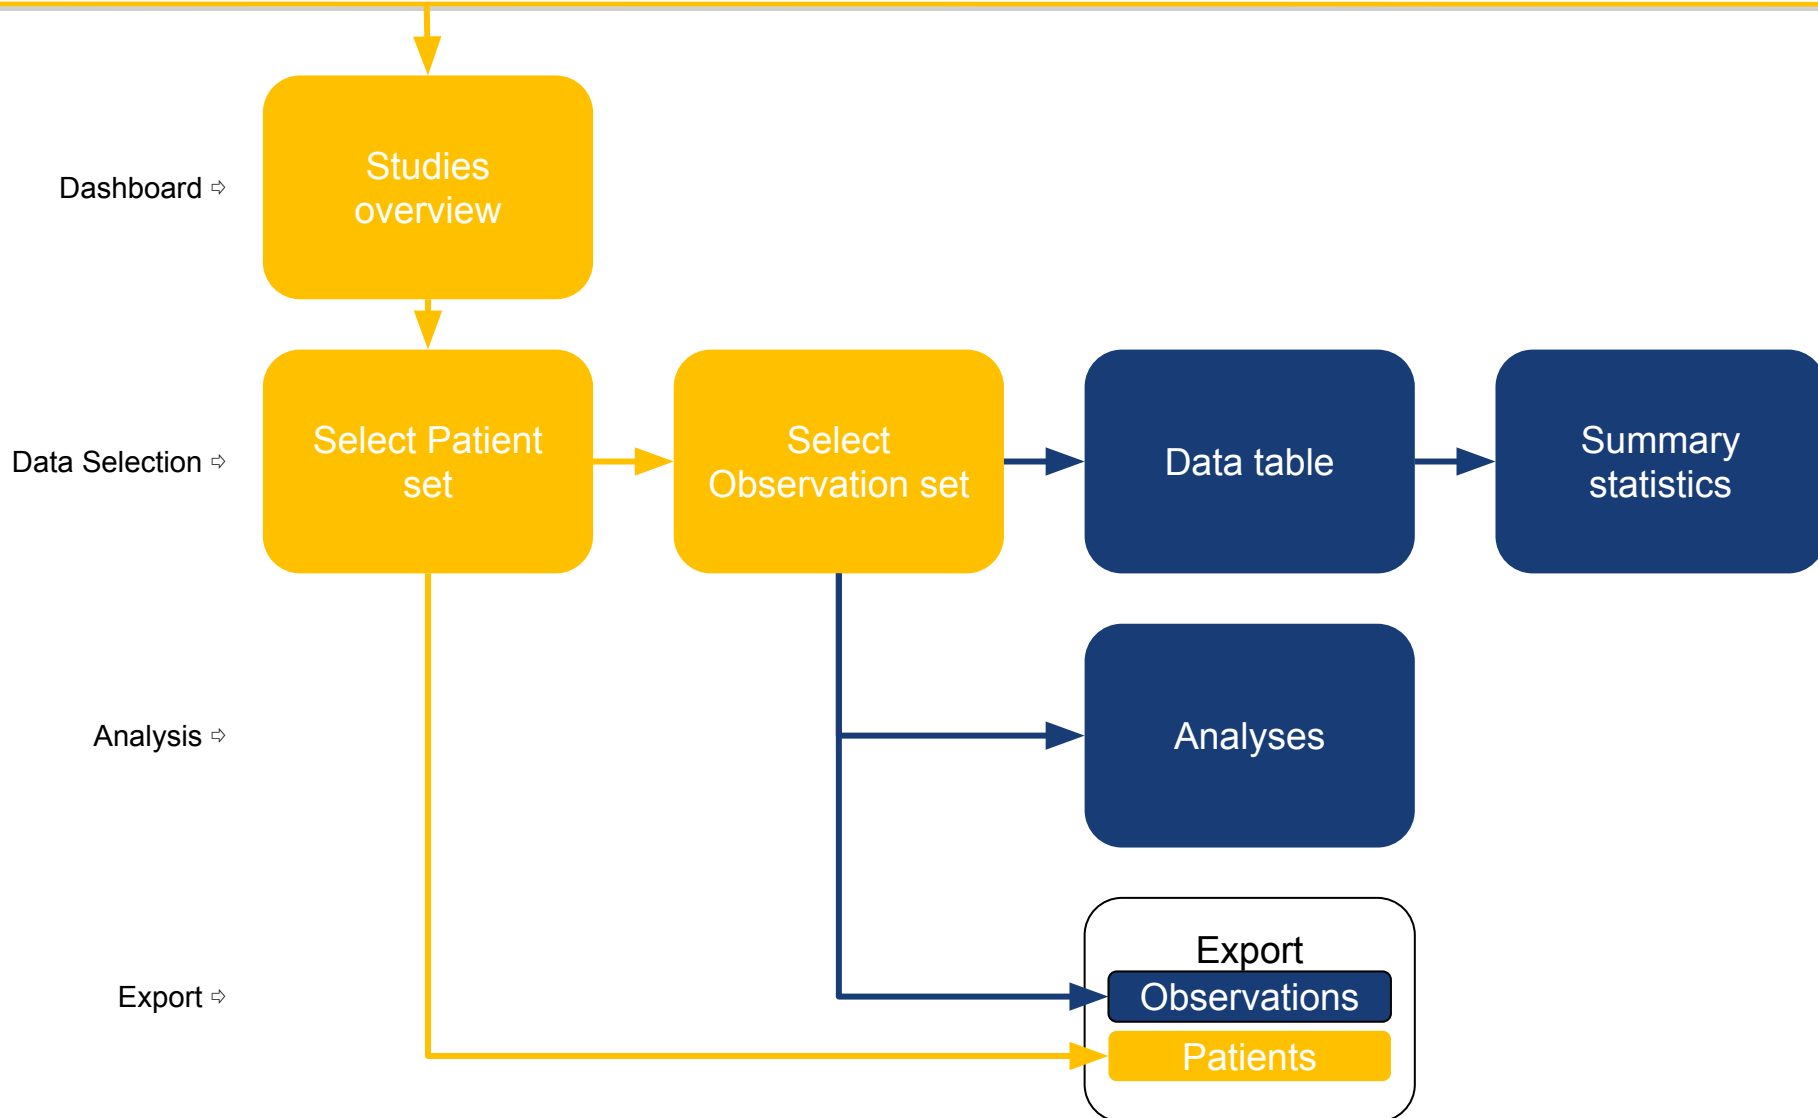 Studies
overview
Dashboard ⇨
Select Patient
set
Select
Observation set
Data table
Summary
statistics
Data Selection ⇨
Analyses
Analysis ⇨
Export
Observations
Export ⇨
Patients